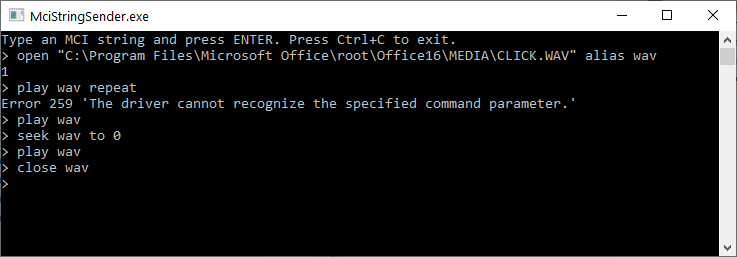 MciStringSender.exe
Type an MCI string and press ENTER. Press Ctrl+C to exit.
> open "C:\Program Files\Microsoft Office\root\Office16\MEDIA\CLICK.WAV" alias wav
1
> play wav repeat
Error 259 'The driver cannot recognize the specified command parameter.'
> play wav
> seek wav to 0
> play wav
> close wav
>